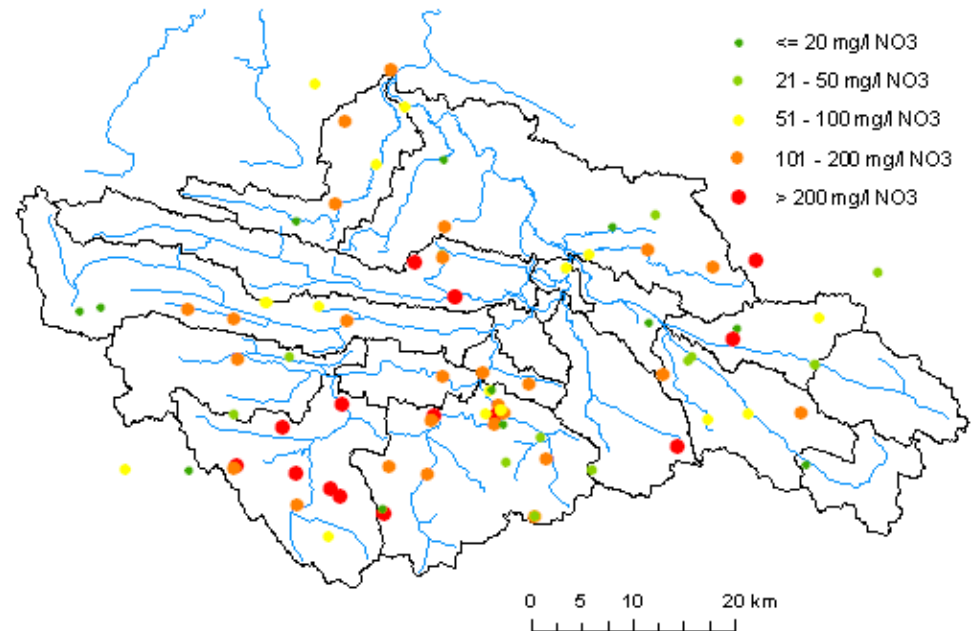 <= 20 mg/l NO3
21 - 50 mg/l NO3
51 - 100 mg/l NO3
101 - 200 mg/l NO3
> 200 mg/l NO3
0 5 10 20 km